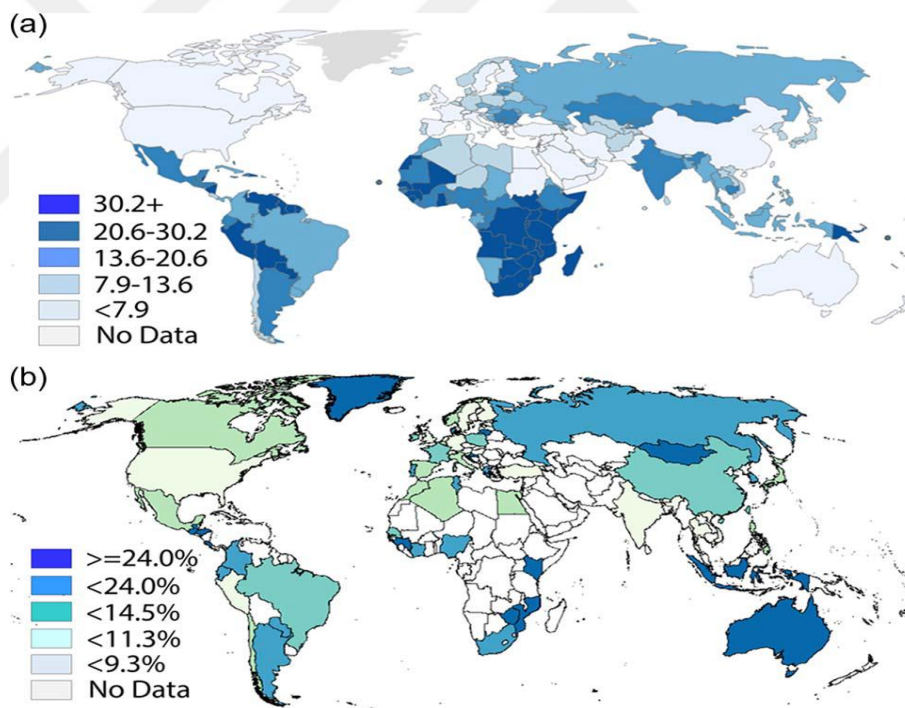 (a)
30.2+
20.6-30.2
13.6-20.6
7.9-13.6
<7.9
No Data
(b)
>=24.0%
<24.0%
<14.5%
<11.3%
<9.3%
No Data